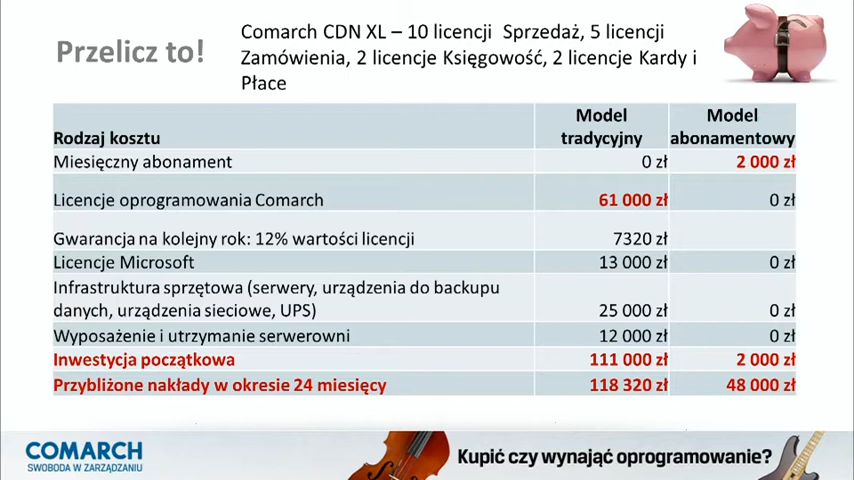 Przelicz to!
Comarch CDN XL – 10 licencji Sprzedaż, 5 licencji
Zamówienia, 2 licencje Księgowość, 2 licencje Kardy i
Płace
Rodzaj kosztu Model tradycyjny Model abonamentowy
Miesięczny abonament 0 zł 2 000 zł
Licencje oprogramowania Comarch 61 000 zł 0 zł
Gwarancja na kolejny rok: 12% wartości licencji 7320 zł
Licencje Microsoft 13 000 zł 0 zł
Infrastruktura sprzętowa (serwery, urządzenia do backupu
danych, urządzenia sieciowe, UPS) 25 000 zł 0 zł
Wyposażenie i utrzymanie serwerowni 12 000 zł 0 zł
Inwestycja początkowa 111 000 zł 2 000 zł
Przybliżone nakłady w okresie 24 miesięcy 118 320 zł 48 000 zł
COMARCH
SWOBODA W ZARZĄDZANIU
Kupić czy wynająć oprogramowanie?